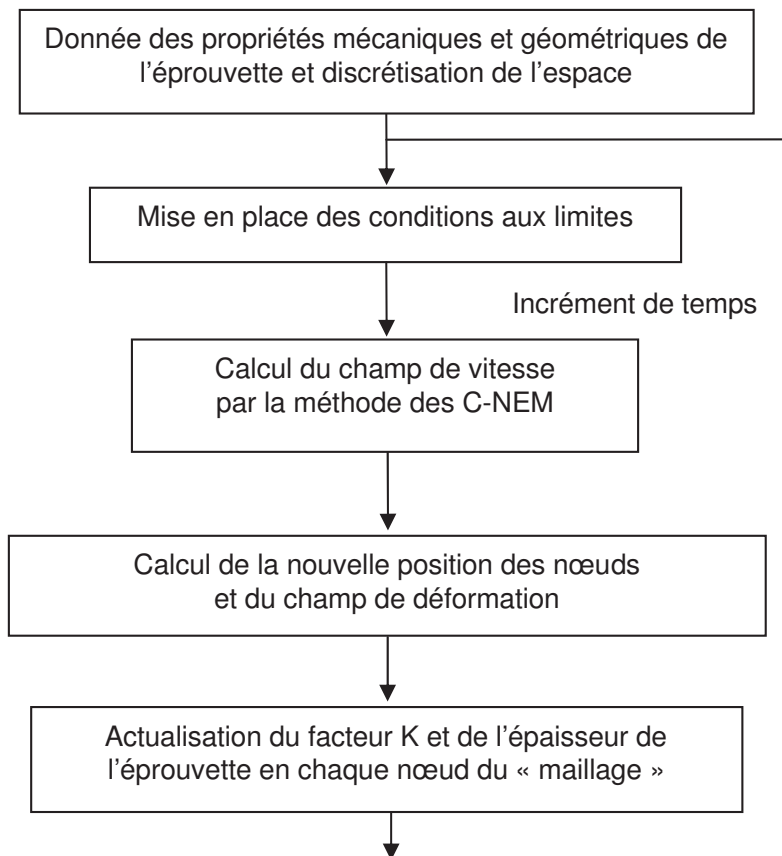 Donnée des propriétés mécaniques et géométriques de
l'éprouvette et discrétisation de l'espace
Mise en place des conditions aux limites
Incrément de temps
Calcul du champ de vitesse
par la méthode des C-NEM
Calcul de la nouvelle position des nœuds
et du champ de déformation
Actualisation du facteur K et de l'épaisseur de
l'éprouvette en chaque nœud du « maillage »